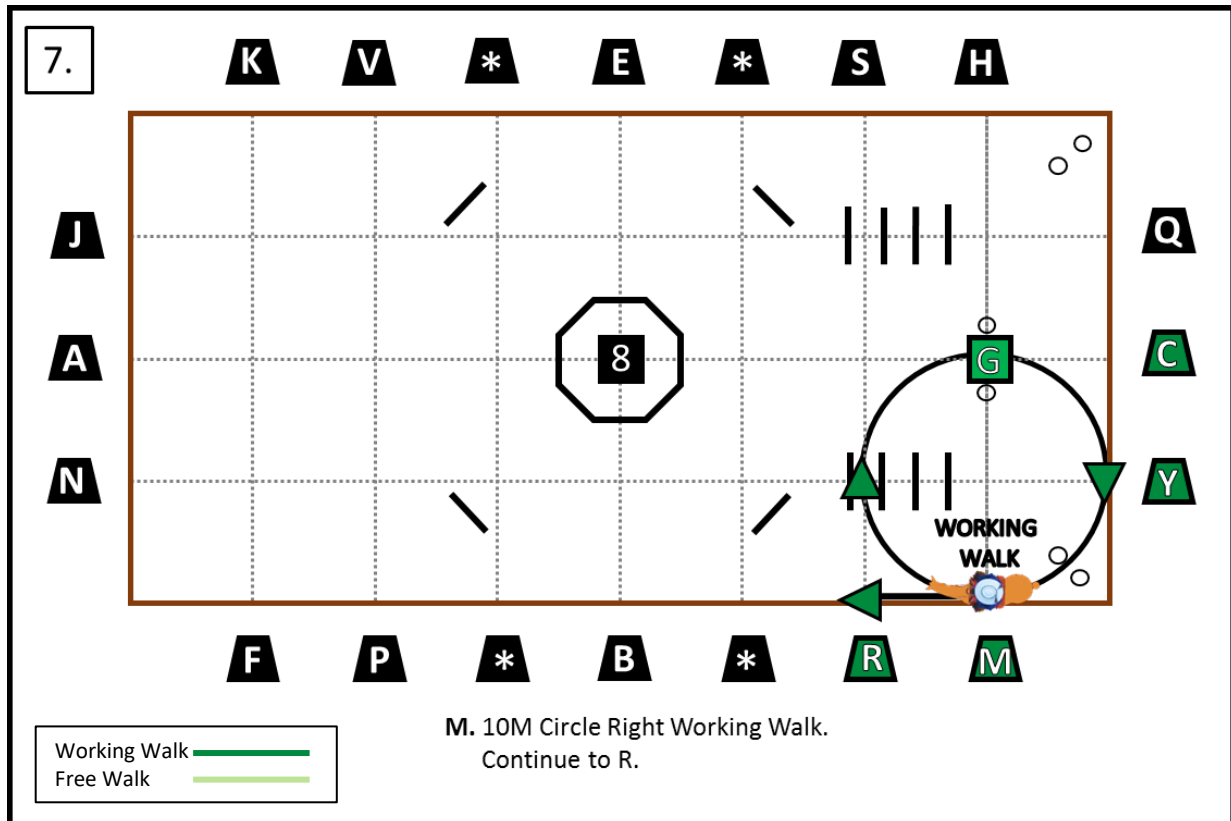 7.
K V * E * S H
J Q
A 8 G C
N Y
WORKING
WALK
F P * B * R M
M. 10M Circle Right Working Walk.
Continue to R.
Working Walk
Free Walk